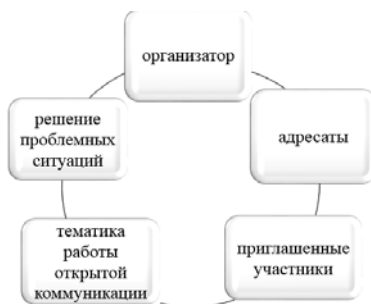 организатор
адресаты
приглашенные
участники
тематика
работы
открытой
коммуникации
решение
проблемных
ситуаций